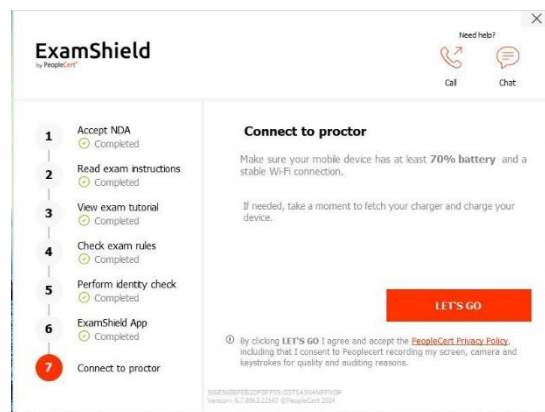 Need help?
ExamShield
by PeopleCert
Call
Chat
1
Accept NDA
Completed
2
Read exam instructions
Completed
3
View exam tutorial
Completed
4
Check exam rules
Completed
5
Perform identity check
Completed
6
ExamShield App
Completed
7
Connect to proctor
Connect to proctor
Make sure your mobile device has at least 70% battery and a
stable Wi-Fi connection.
If needed, take a moment to fetch your charger and charge your
device.
LET'S GO
By clicking LET'S GO I agree and accept the PeopleCert Privacy Policy,
including that I consent to Peoplecert recording my screen, camera and
keystrokes for quality and auditing reasons.
©PeopleCert 2024